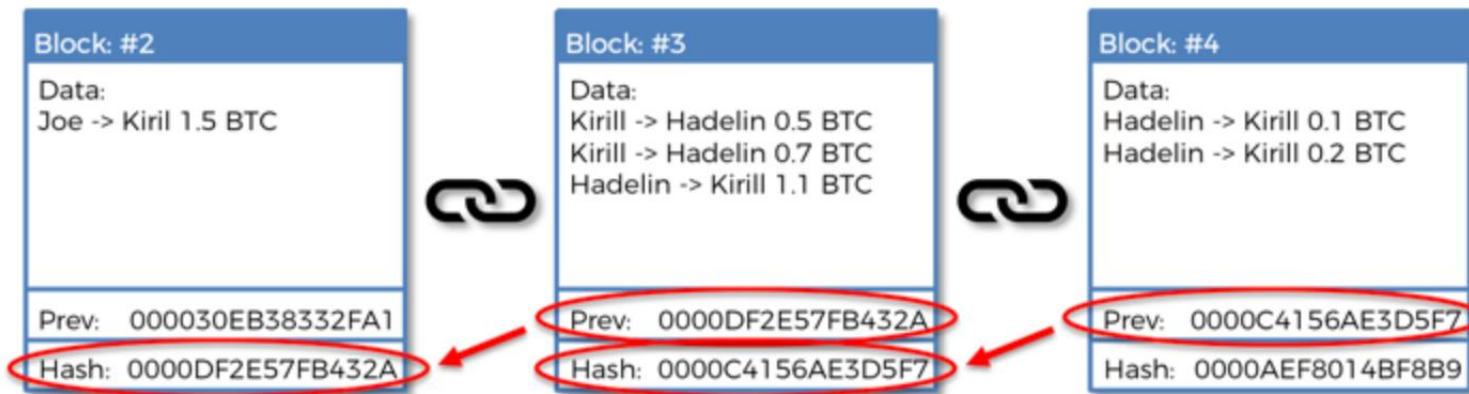 Block: #2
Data:
Joe -> Kiril 1.5 BTC
Prev: 000030EB38332FA1
Hash: 0000DF2E57FB432A
Block: #3
Data:
Kirill -> Hadelin 0.5 BTC
Kirill -> Hadelin 0.7 BTC
Hadelin -> Kirill 1.1 BTC
Prev: 0000DF2E57FB432A
Hash: 0000C4156AE3D5F7
Block: #4
Data:
Hadelin -> Kirill 0.1 BTC
Hadelin -> Kirill 0.2 BTC
Prev: 0000C4156AE3D5F7
Hash: 0000AEF8014BF8B9